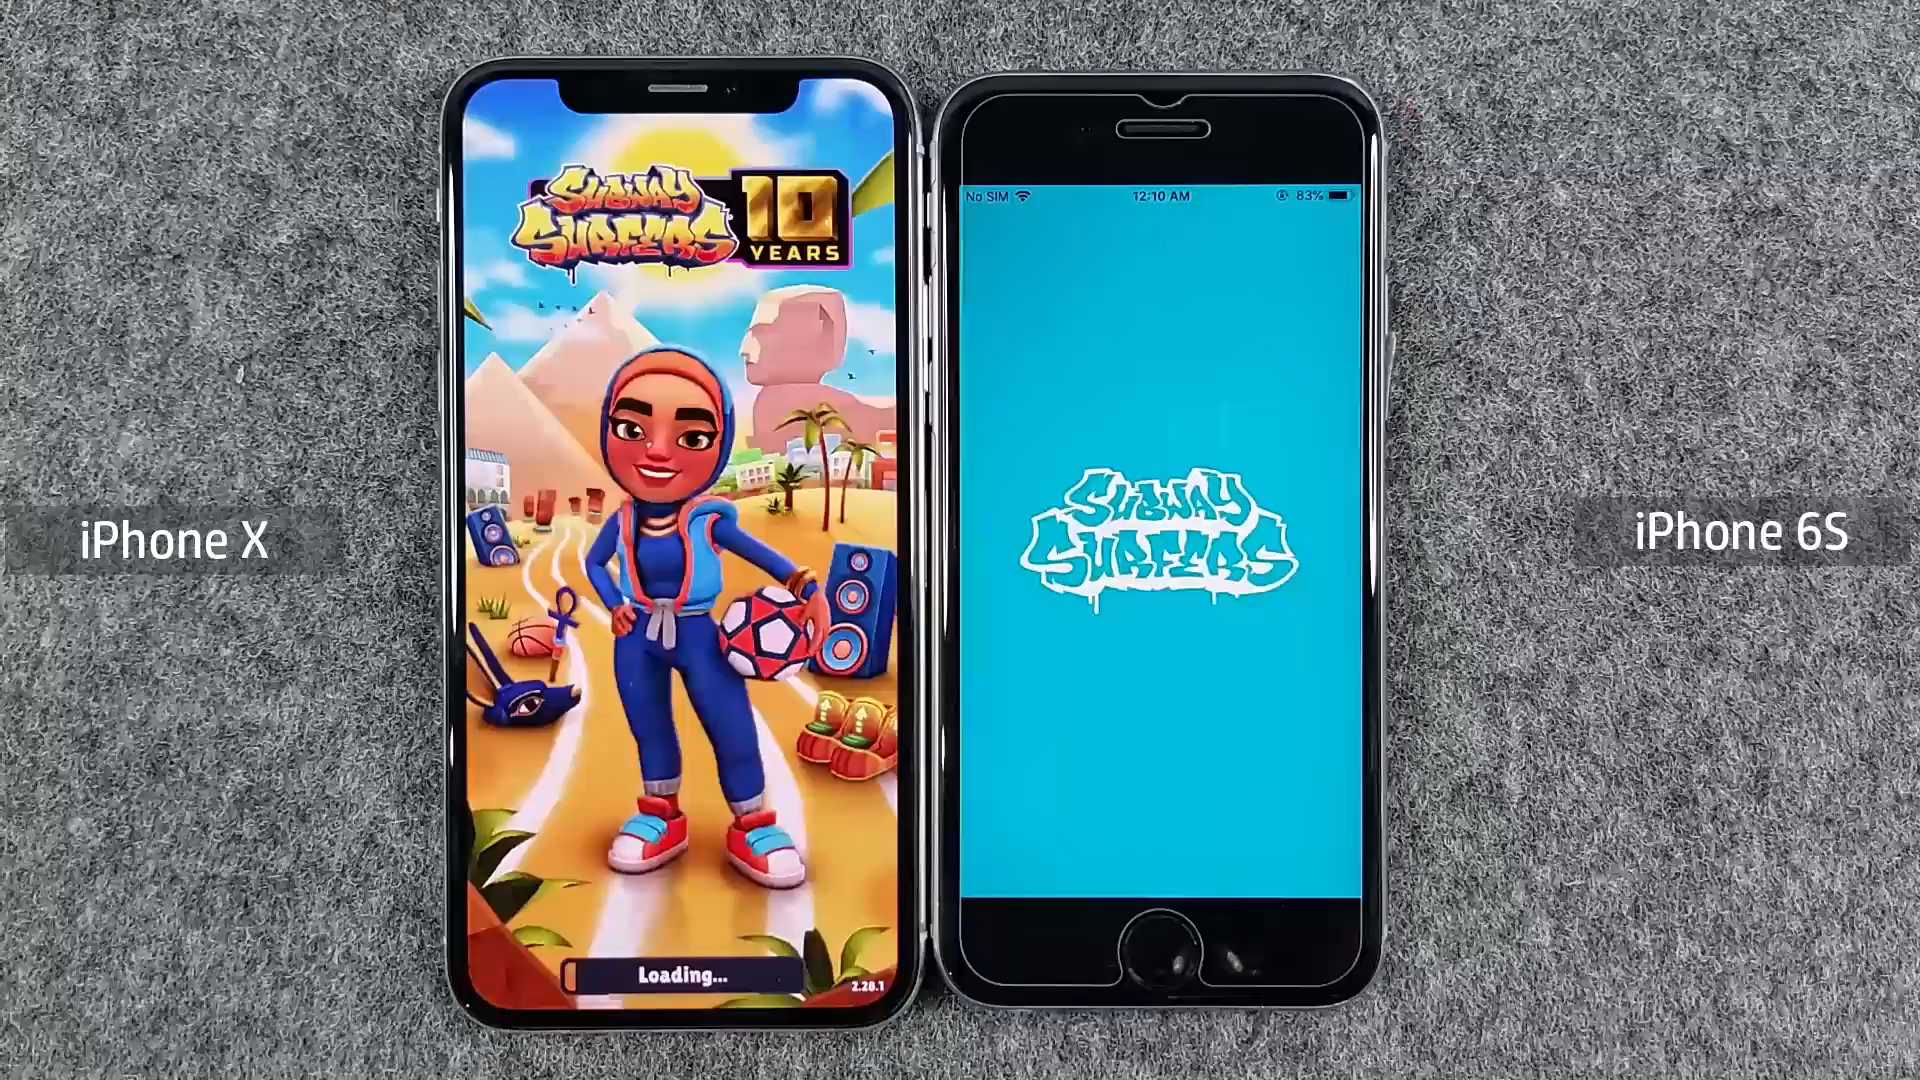 SUBWAY
SURFERS
10
YEARS
Loading...
2.28.1
No SIM
12:10 AM
83%
SUBWAY
SURFERS
iPhone X
iPhone 6S